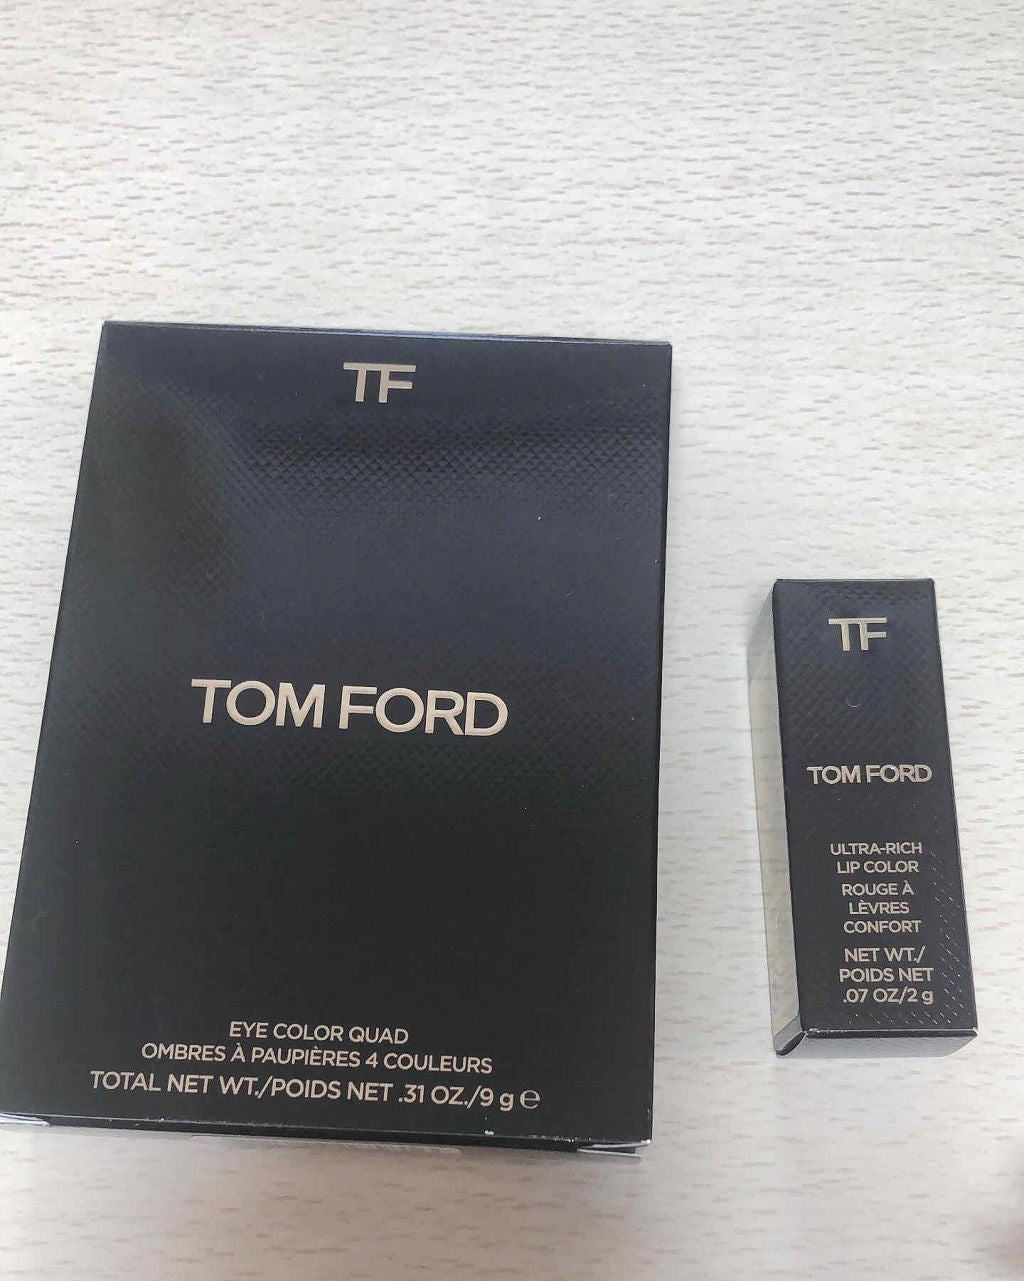 TF
TOM FORD
EYE COLOR QUAD
OMBRES À PAUPIÈRES 4 COULEURS
TOTAL NET WT./POIDS NET .31 OZ./9 g ℮
TF
TOM FORD
ULTRA-RICH
LIP COLOR
ROUGE À
LÈVRES
CONFORT
NET WT./
POIDS NET
.07 OZ/2 g